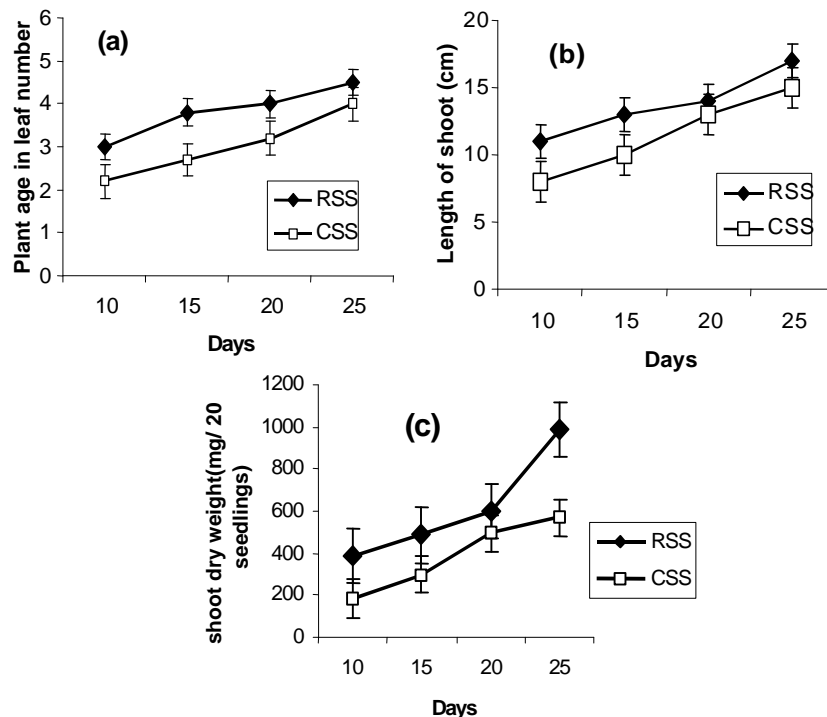 (a)
Plant age in leaf number
6
5
4
3
2
1
0
10 15 20 25
Days
RSS
CSS
(b)
Length of shoot (cm)
20
15
10
5
0
10 15 20 25
Days
RSS
CSS
(c)
shoot dry weight(mg/ 20
seedlings)
1200
1000
800
600
400
200
0
10 15 20 25
Days
RSS
CSS